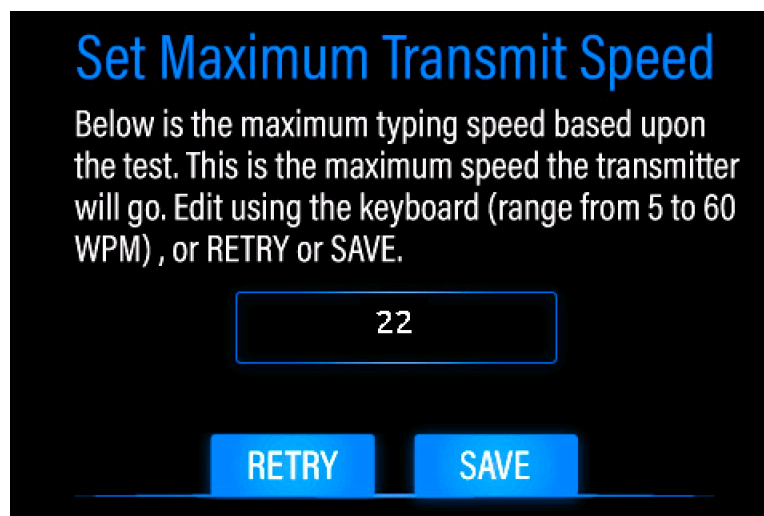 Set Maximum Transmit Speed
Below is the maximum typing speed based upon
the test. This is the maximum speed the transmitter
will go. Edit using the keyboard (range from 5 to 60
WPM) , or RETRY or SAVE.
22
RETRY SAVE